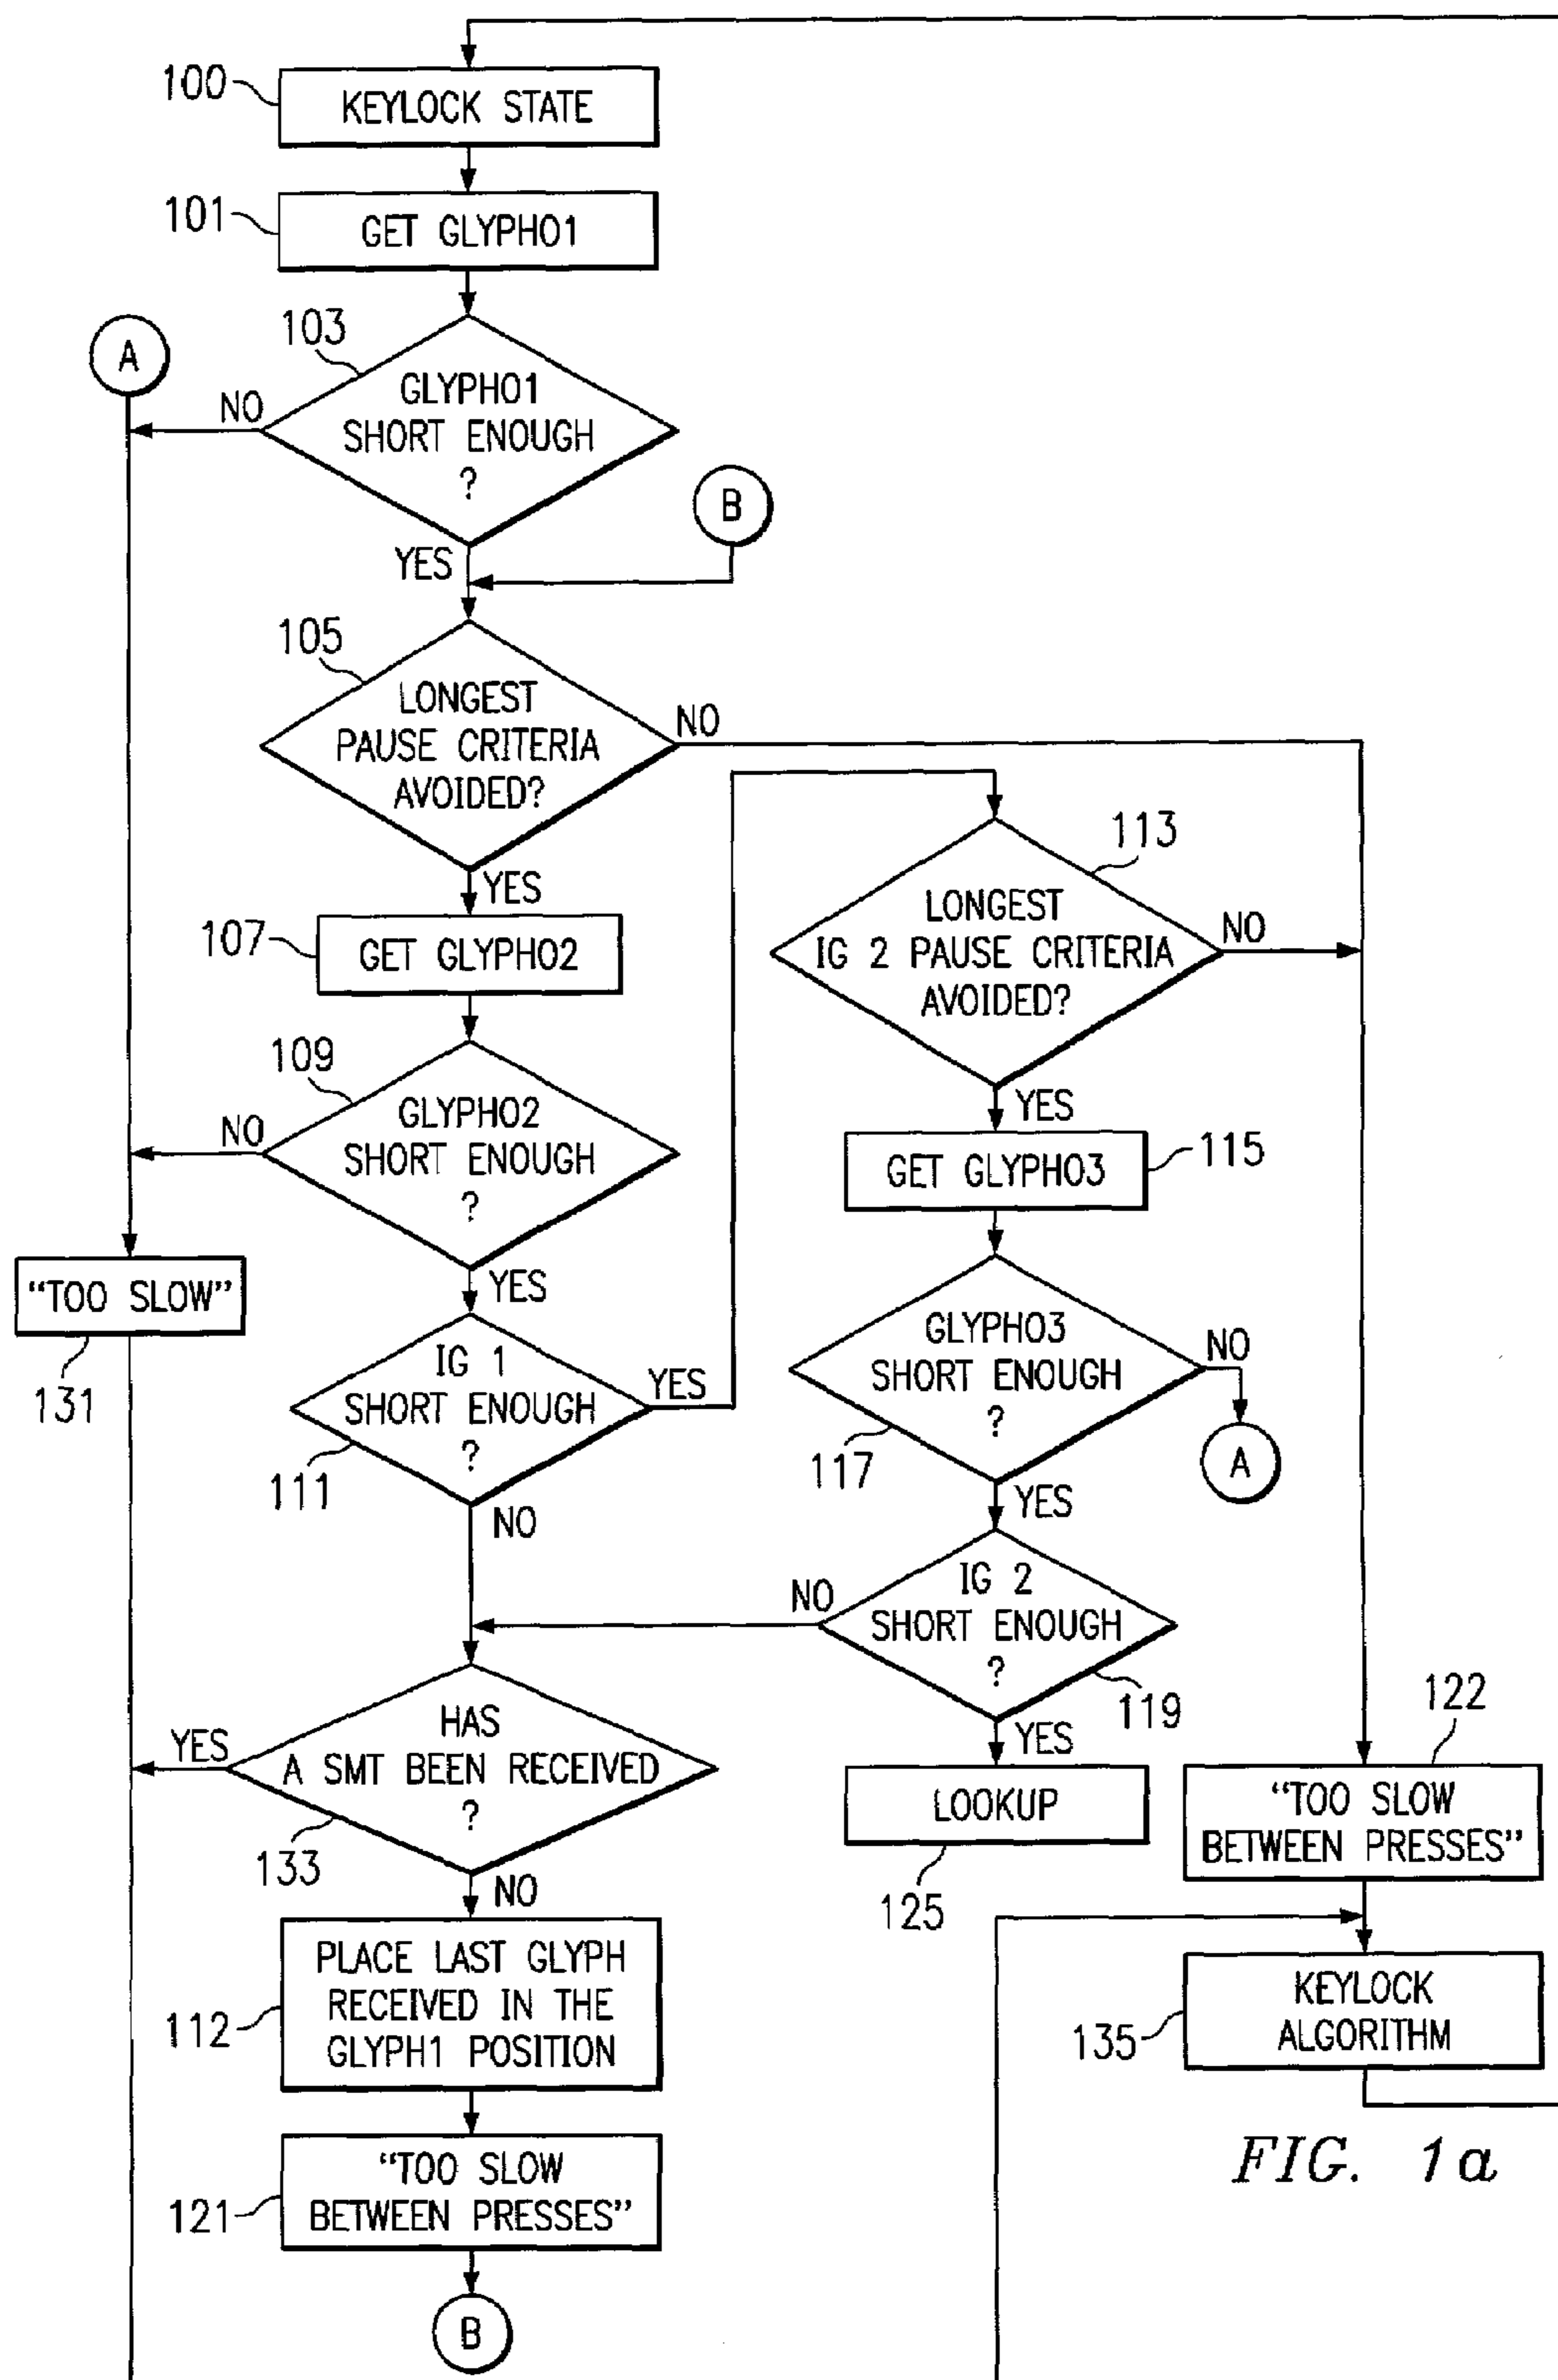 100
KEYLOCK STATE
101
GET GLYPH01
A
103
GLYPH01
SHORT ENOUGH
?
NO
YES
B
105
LONGEST
PAUSE CRITERIA
AVOIDED?
NO
YES
107
GET GLYPH02
109
GLYPH02
SHORT ENOUGH
?
NO
YES
"TOO SLOW"
131
IG 1
SHORT ENOUGH
?
111
YES
NO
113
LONGEST
IG 2 PAUSE CRITERIA
AVOIDED?
NO
YES
GET GLYPH03
115
GLYPH03
SHORT ENOUGH
?
117
NO
A
YES
IG 2
SHORT ENOUGH
?
119
NO
YES
LOOKUP
125
HAS
A SMT BEEN RECEIVED
?
133
YES
NO
PLACE LAST GLYPH
RECEIVED IN THE
GLYPH1 POSITION
112
"TOO SLOW
BETWEEN PRESSES"
121
B
122
"TOO SLOW
BETWEEN PRESSES"
KEYLOCK
ALGORITHM
135
FIG. 1a